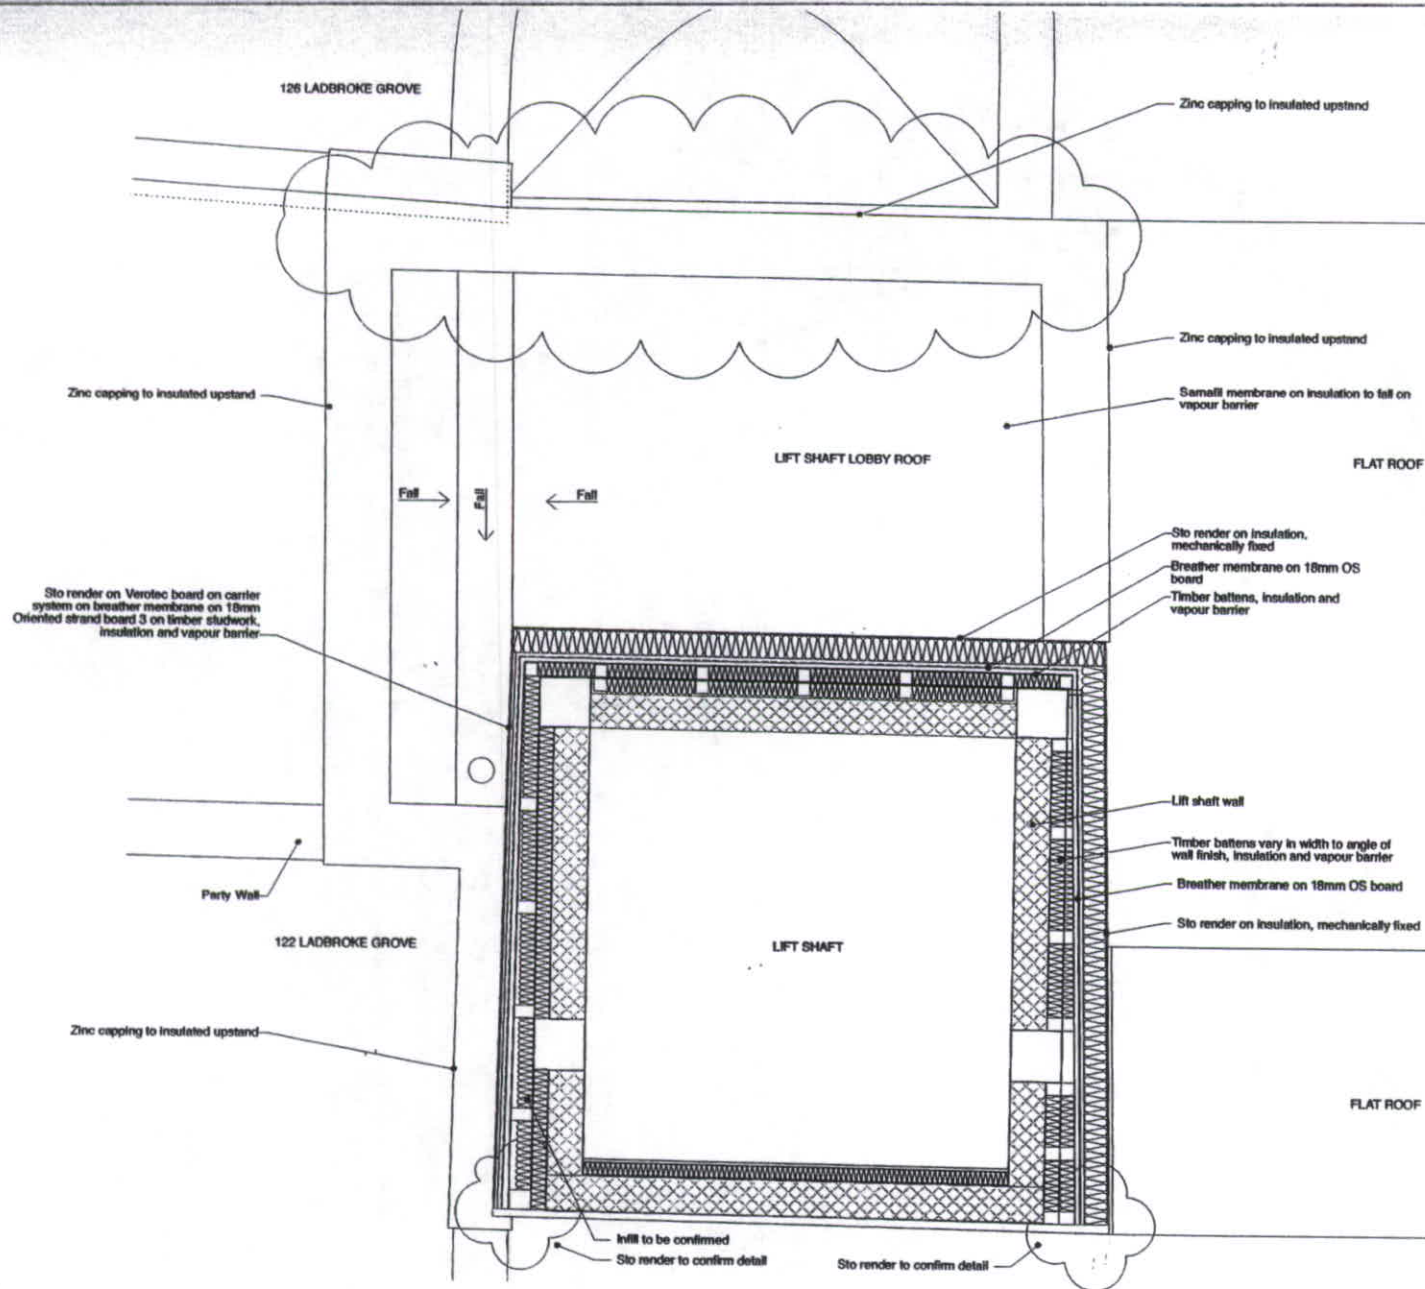 126 LADBROKE GROVE
Zinc capping to insulated upstand
Zinc capping to insulated upstand
Zinc capping to insulated upstand
Sarnafil membrane on insulation to fall on
vapour barrier
LIFT SHAFT LOBBY ROOF
FLAT ROOF
Fall
Fall
Fall
Sto render on insulation,
mechanically fixed
Breather membrane on 18mm OS
board
Timber battens, insulation and
vapour barrier
Sto render on Verotec board on carrier
system on breather membrane on 18mm
Oriented strand board 3 on timber studwork,
insulation and vapour barrier
Lift shaft wall
Timber battens vary in width to angle of
wall finish, insulation and vapour barrier
Party Wall
Breather membrane on 18mm OS board
Sto render on insulation, mechanically fixed
122 LADBROKE GROVE
LIFT SHAFT
Zinc capping to insulated upstand
FLAT ROOF
Infill to be confirmed
Sto render to confirm detail
Sto render to confirm detail